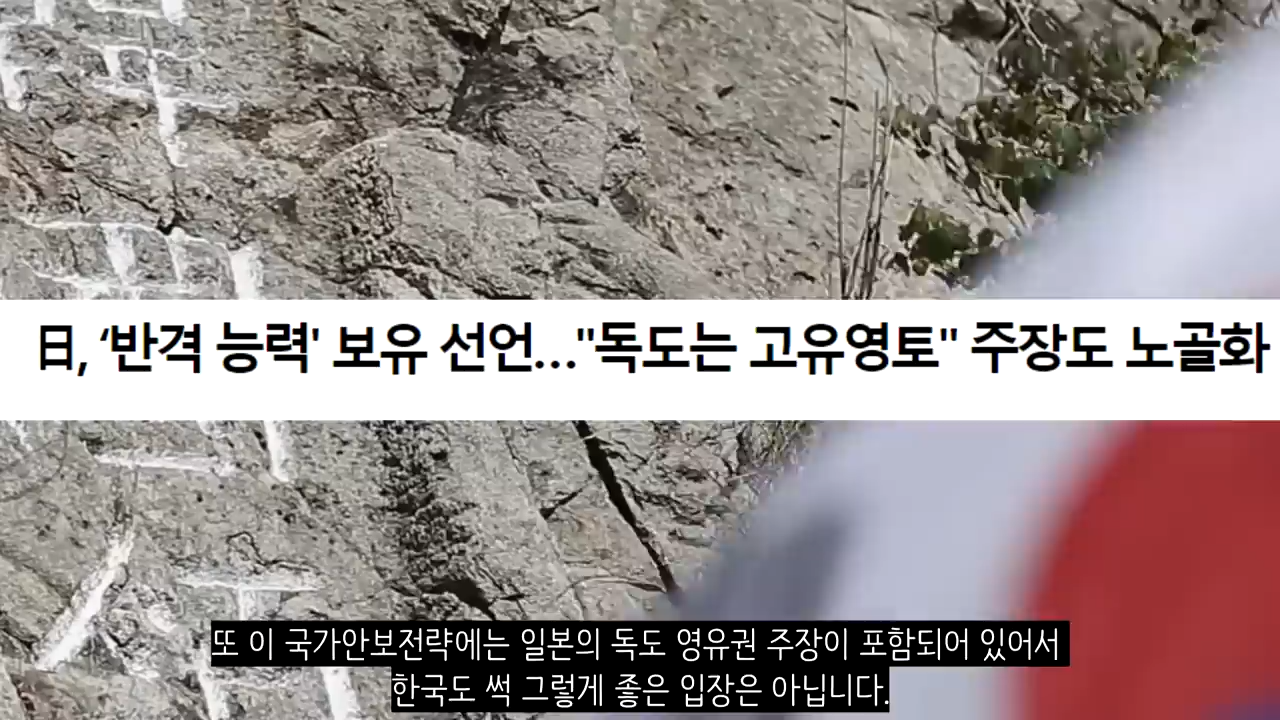 日, ‘반격 능력' 보유 선언..."독도는 고유영토" 주장도 노골화
또 이 국가안보전략에는 일본의 독도 영유권 주장이 포함되어 있어서
한국도 썩 그렇게 좋은 입장은 아닙니다.